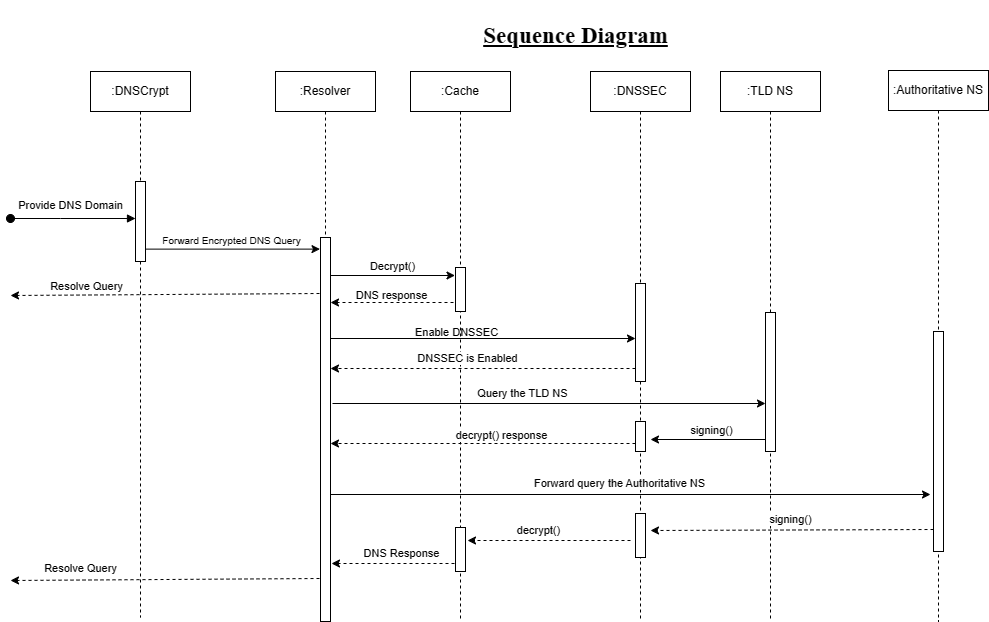 Sequence Diagram
:DNSCrypt
:Resolver
:Cache
:DNSSEC
:TLD NS
:Authoritative NS
Provide DNS Domain
Forward Encrypted DNS Query
Decrypt()
Resolve Query
DNS response
Enable DNSSEC
DNSSEC is Enabled
Query the TLD NS
signing()
decrypt() response
Forward query the Authoritative NS
signing()
decrypt()
DNS Response
Resolve Query